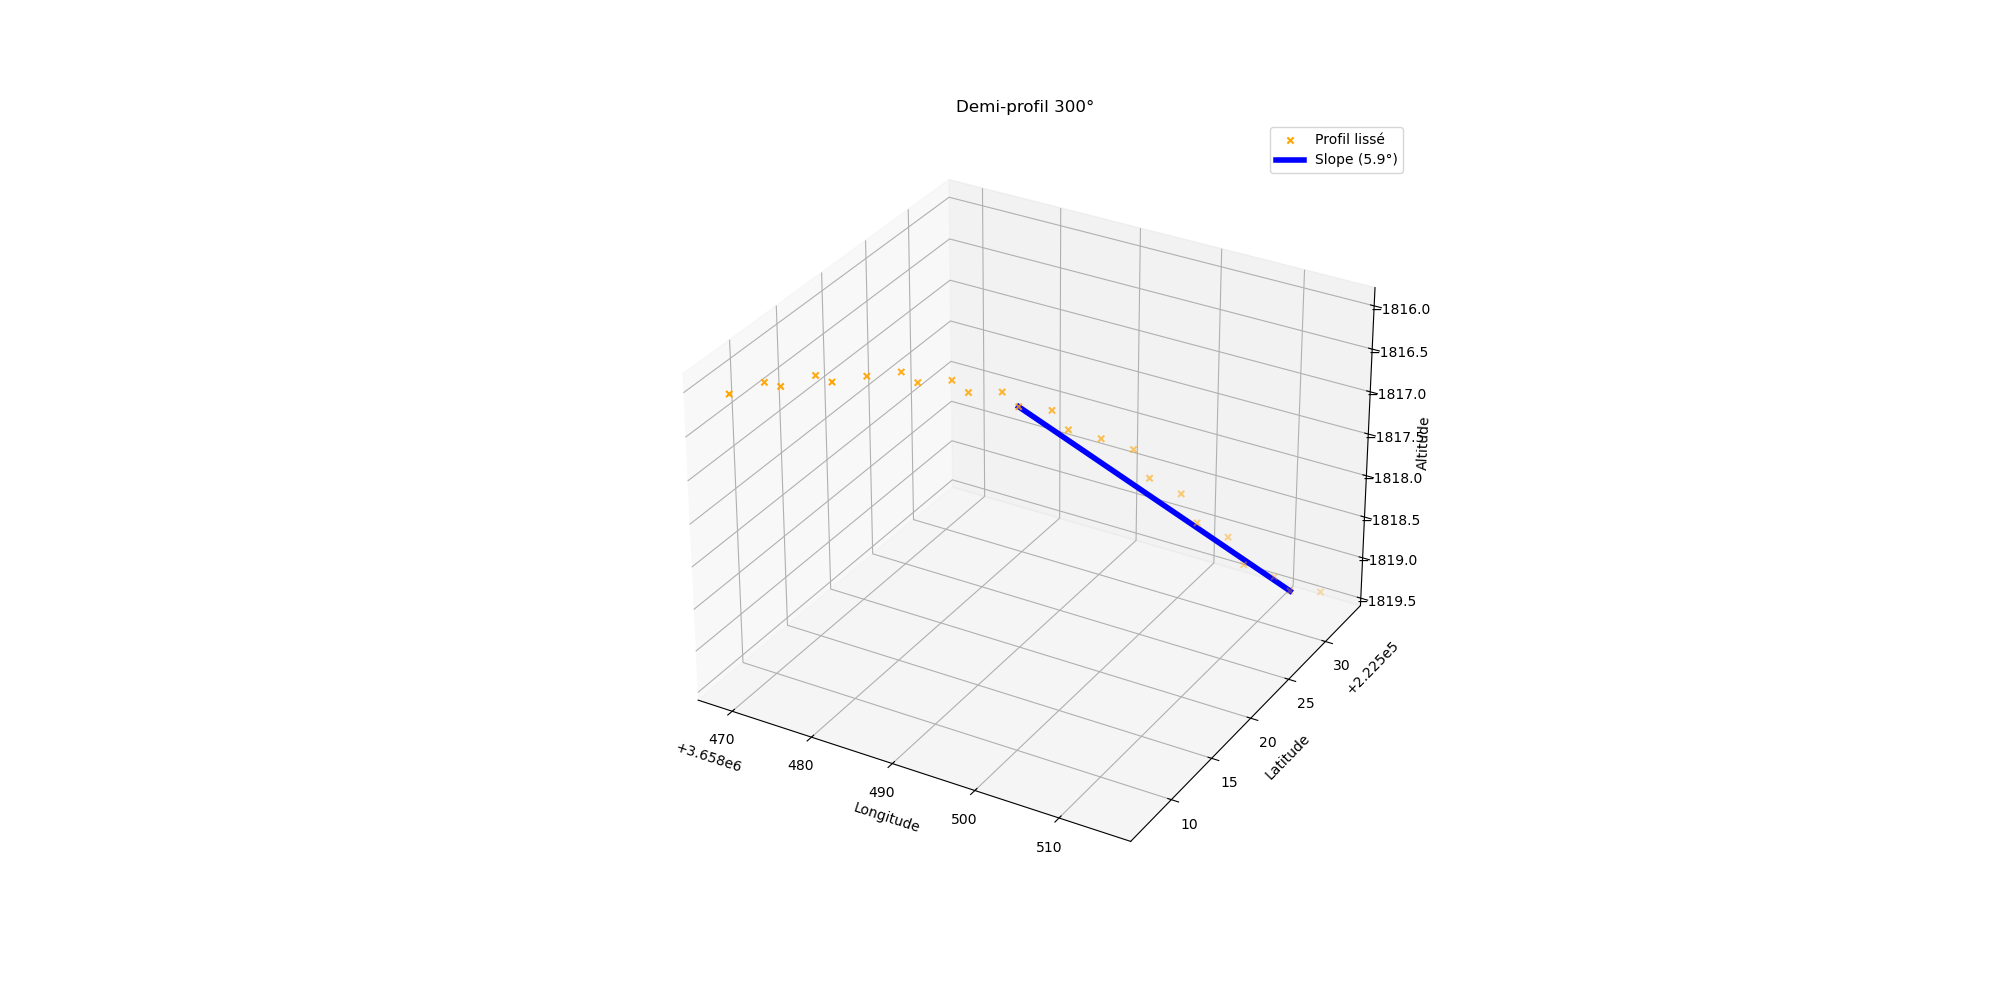 Demi-profil 300°
Profil lissé
Slope (5.9°)
−1816.0
−1816.5
−1817.0
−1817.5
−1818.0
−1818.5
−1819.0
−1819.5
Altitude
30
25
20
15
10
+2.225e5
Latitude
470
480
490
500
510
+3.658e6
Longitude